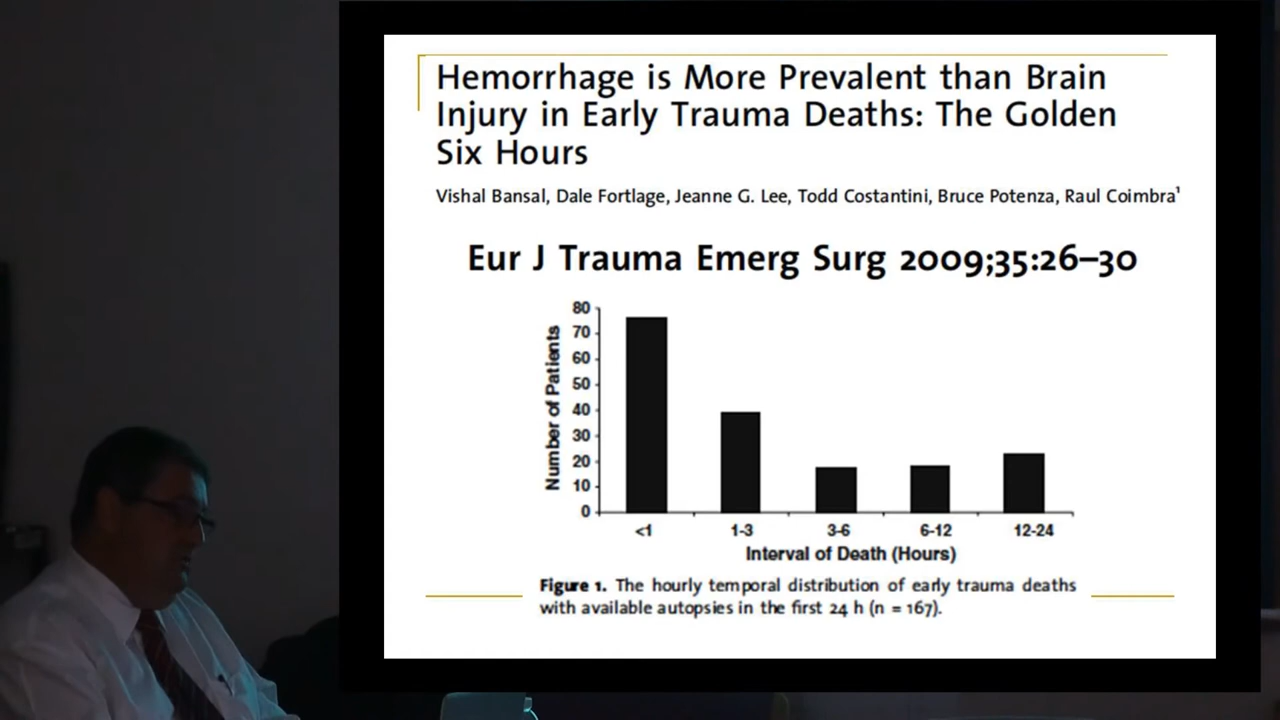 Hemorrhage is More Prevalent than Brain
Injury in Early Trauma Deaths: The Golden
Six Hours
Vishal Bansal, Dale Fortlage, Jeanne G. Lee, Todd Costantini, Bruce Potenza, Raul Coimbra¹
Eur J Trauma Emerg Surg 2009;35:26–30
Number of Patients
80
70
60
50
40
30
20
10
0
<1 1-3 3-6 6-12 12-24
Interval of Death (Hours)
Figure 1. The hourly temporal distribution of early trauma deaths
with available autopsies in the first 24 h (n = 167).